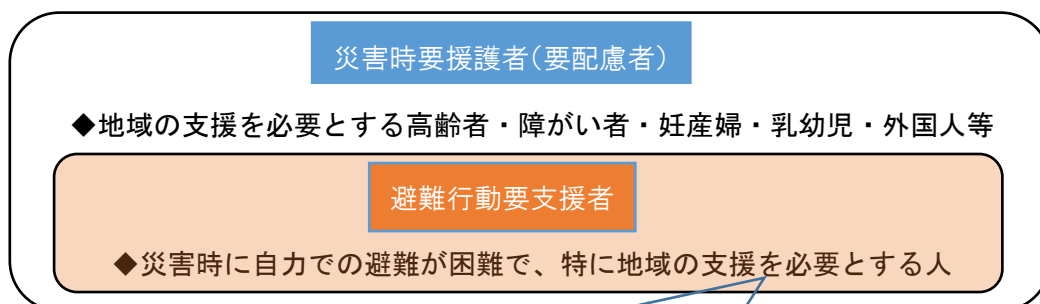 災害時要援護者（要配慮者）
◆地域の支援を必要とする高齢者・障がい者・妊産婦・乳幼児・外国人等
避難行動要支援者
◆災害時に自力での避難が困難で、特に地域の支援を必要とする人